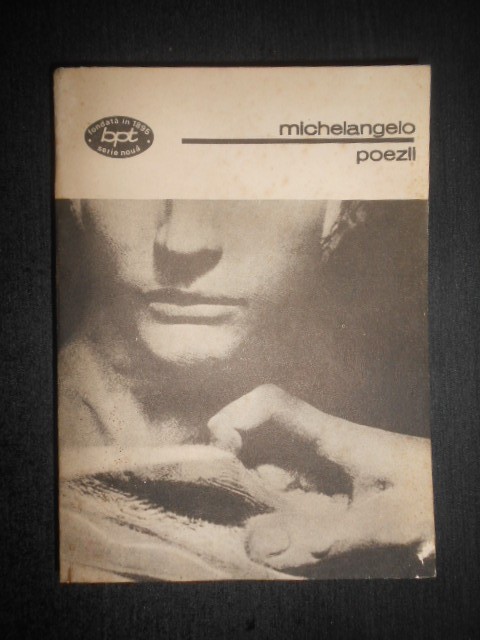 fondată în 1895
bpt
serie nouă
michelangelo
poezii